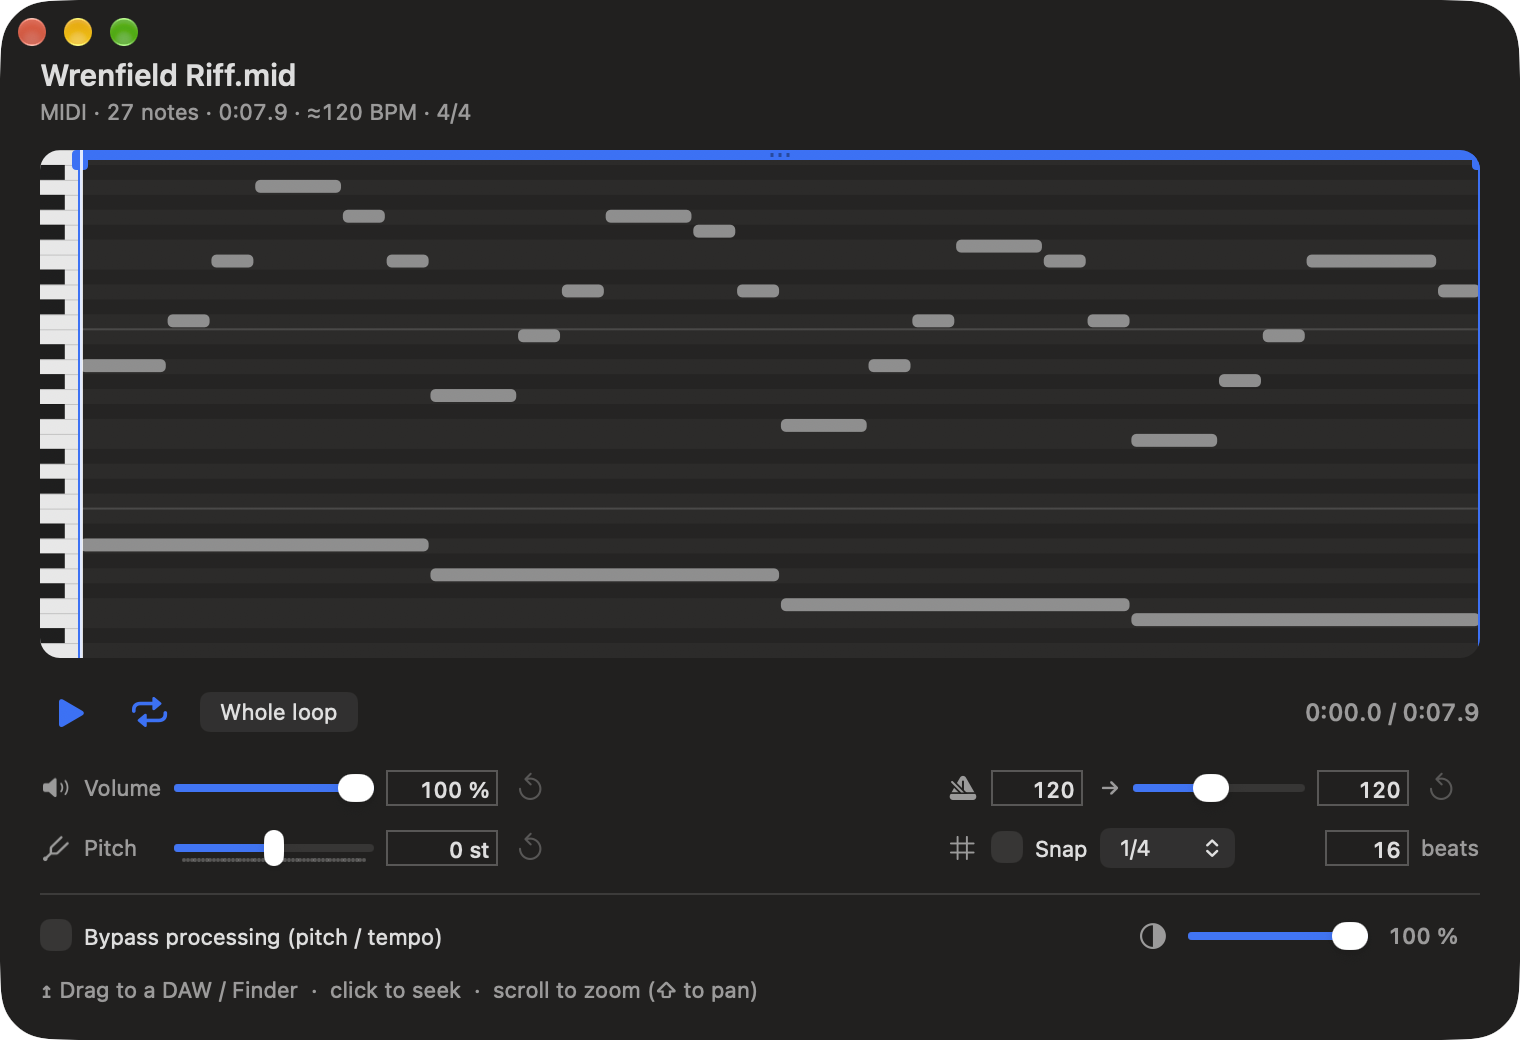 Wrenfield Riff.mid
MIDI · 27 notes · 0:07.9 · ≈120 BPM · 4/4
Whole loop
0:00.0 / 0:07.9
Volume 100 % 120 → 120
Pitch 0 st Snap 1/4 16 beats
Bypass processing (pitch / tempo) 100 %
↥ Drag to a DAW / Finder · click to seek · scroll to zoom (⇧ to pan)